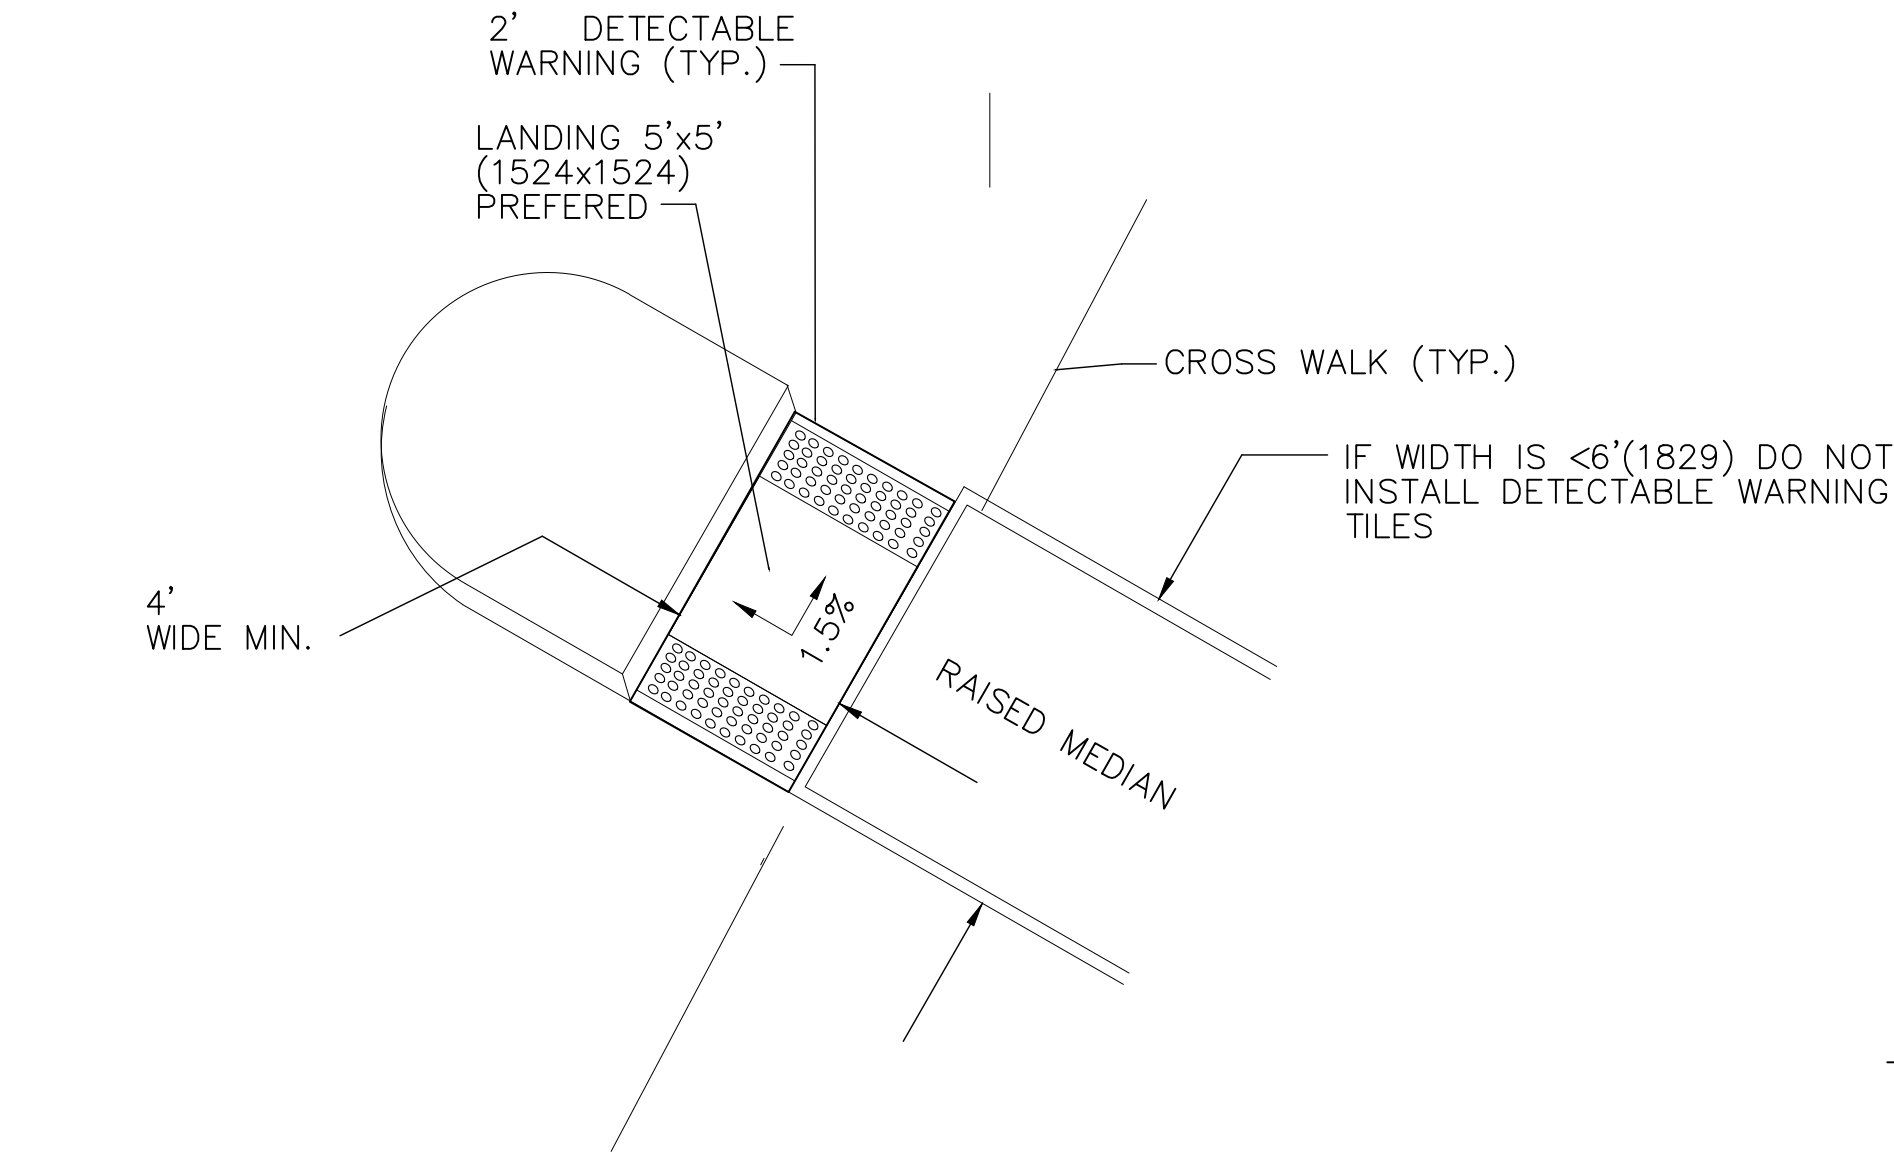 2' DETECTABLE
WARNING (TYP.)
LANDING 5'x5'
(1524x1524)
PREFERED
CROSS WALK (TYP.)
IF WIDTH IS <6'(1829) DO NOT
INSTALL DETECTABLE WARNING
TILES
4'
WIDE MIN.
1.5%
RAISED MEDIAN